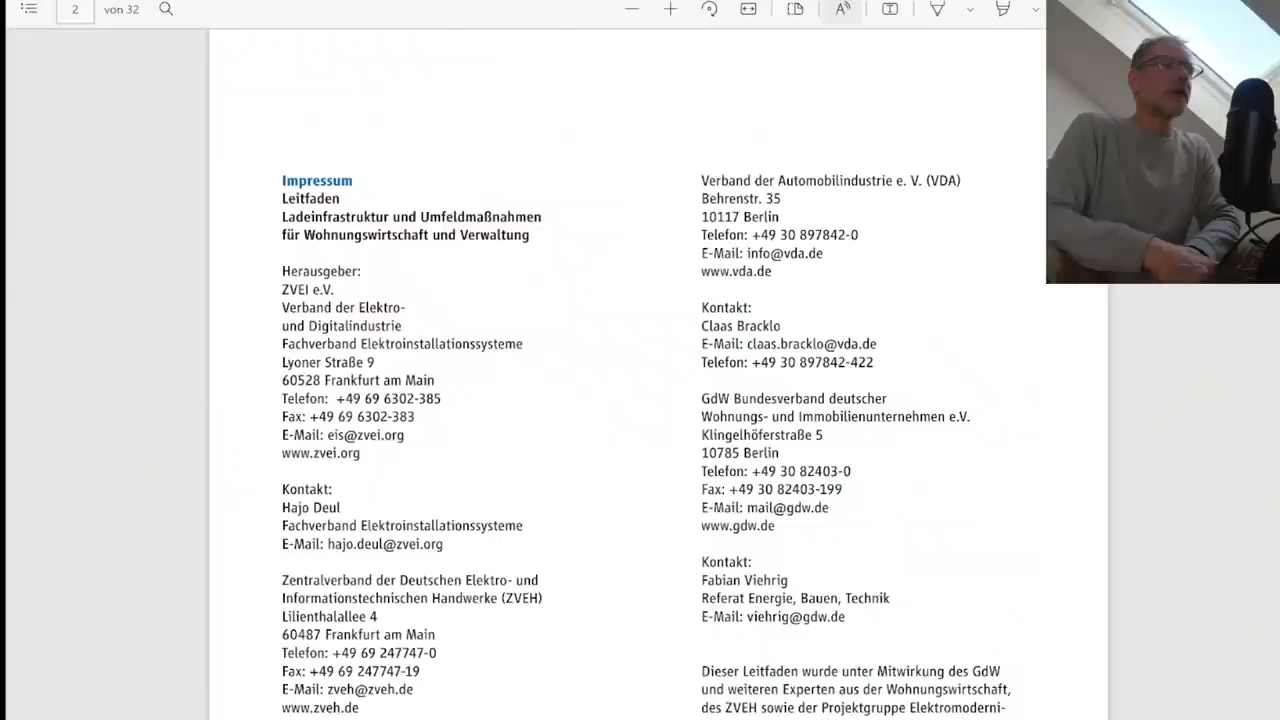 2 von 32
Impressum
Leitfaden
Ladeinfrastruktur und Umfeldmaßnahmen
für Wohnungswirtschaft und Verwaltung
Herausgeber:
ZVEI e.V.
Verband der Elektro-
und Digitalindustrie
Fachverband Elektroinstallationssysteme
Lyoner Straße 9
60528 Frankfurt am Main
Telefon: +49 69 6302-385
Fax: +49 69 6302-383
E-Mail: eis@zvei.org
www.zvei.org
Kontakt:
Hajo Deul
Fachverband Elektroinstallationssysteme
E-Mail: hajo.deul@zvei.org
Zentralverband der Deutschen Elektro- und
Informationstechnischen Handwerke (ZVEH)
Lilienthalallee 4
60487 Frankfurt am Main
Telefon: +49 69 247747-0
Fax: +49 69 247747-19
E-Mail: zveh@zveh.de
www.zveh.de
Verband der Automobilindustrie e. V. (VDA)
Behrenstr. 35
10117 Berlin
Telefon: +49 30 897842-0
E-Mail: info@vda.de
www.vda.de
Kontakt:
Claas Bracklo
E-Mail: claas.bracklo@vda.de
Telefon: +49 30 897842-422
GdW Bundesverband deutscher
Wohnungs- und Immobilienunternehmen e.V.
Klingelhöferstraße 5
10785 Berlin
Telefon: +49 30 82403-0
Fax: +49 30 82403-199
E-Mail: mail@gdw.de
www.gdw.de
Kontakt:
Fabian Viehrig
Referat Energie, Bauen, Technik
E-Mail: viehrig@gdw.de
Dieser Leitfaden wurde unter Mitwirkung des GdW
und weiteren Experten aus der Wohnungswirtschaft,
des ZVEH sowie der Projektgruppe Elektromoderni-